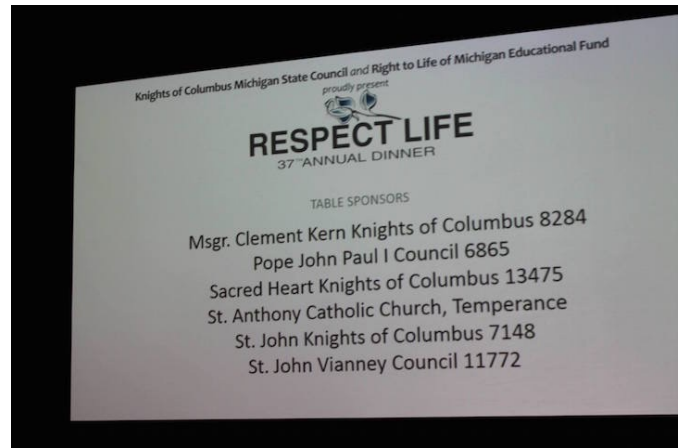 Knights of Columbus Michigan State Council and Right to Life of Michigan Educational Fund
proudly present
RESPECT LIFE
37TH ANNUAL DINNER
TABLE SPONSORS
Msgr. Clement Kern Knights of Columbus 8284
Pope John Paul I Council 6865
Sacred Heart Knights of Columbus 13475
St. Anthony Catholic Church, Temperance
St. John Knights of Columbus 7148
St. John Vianney Council 11772